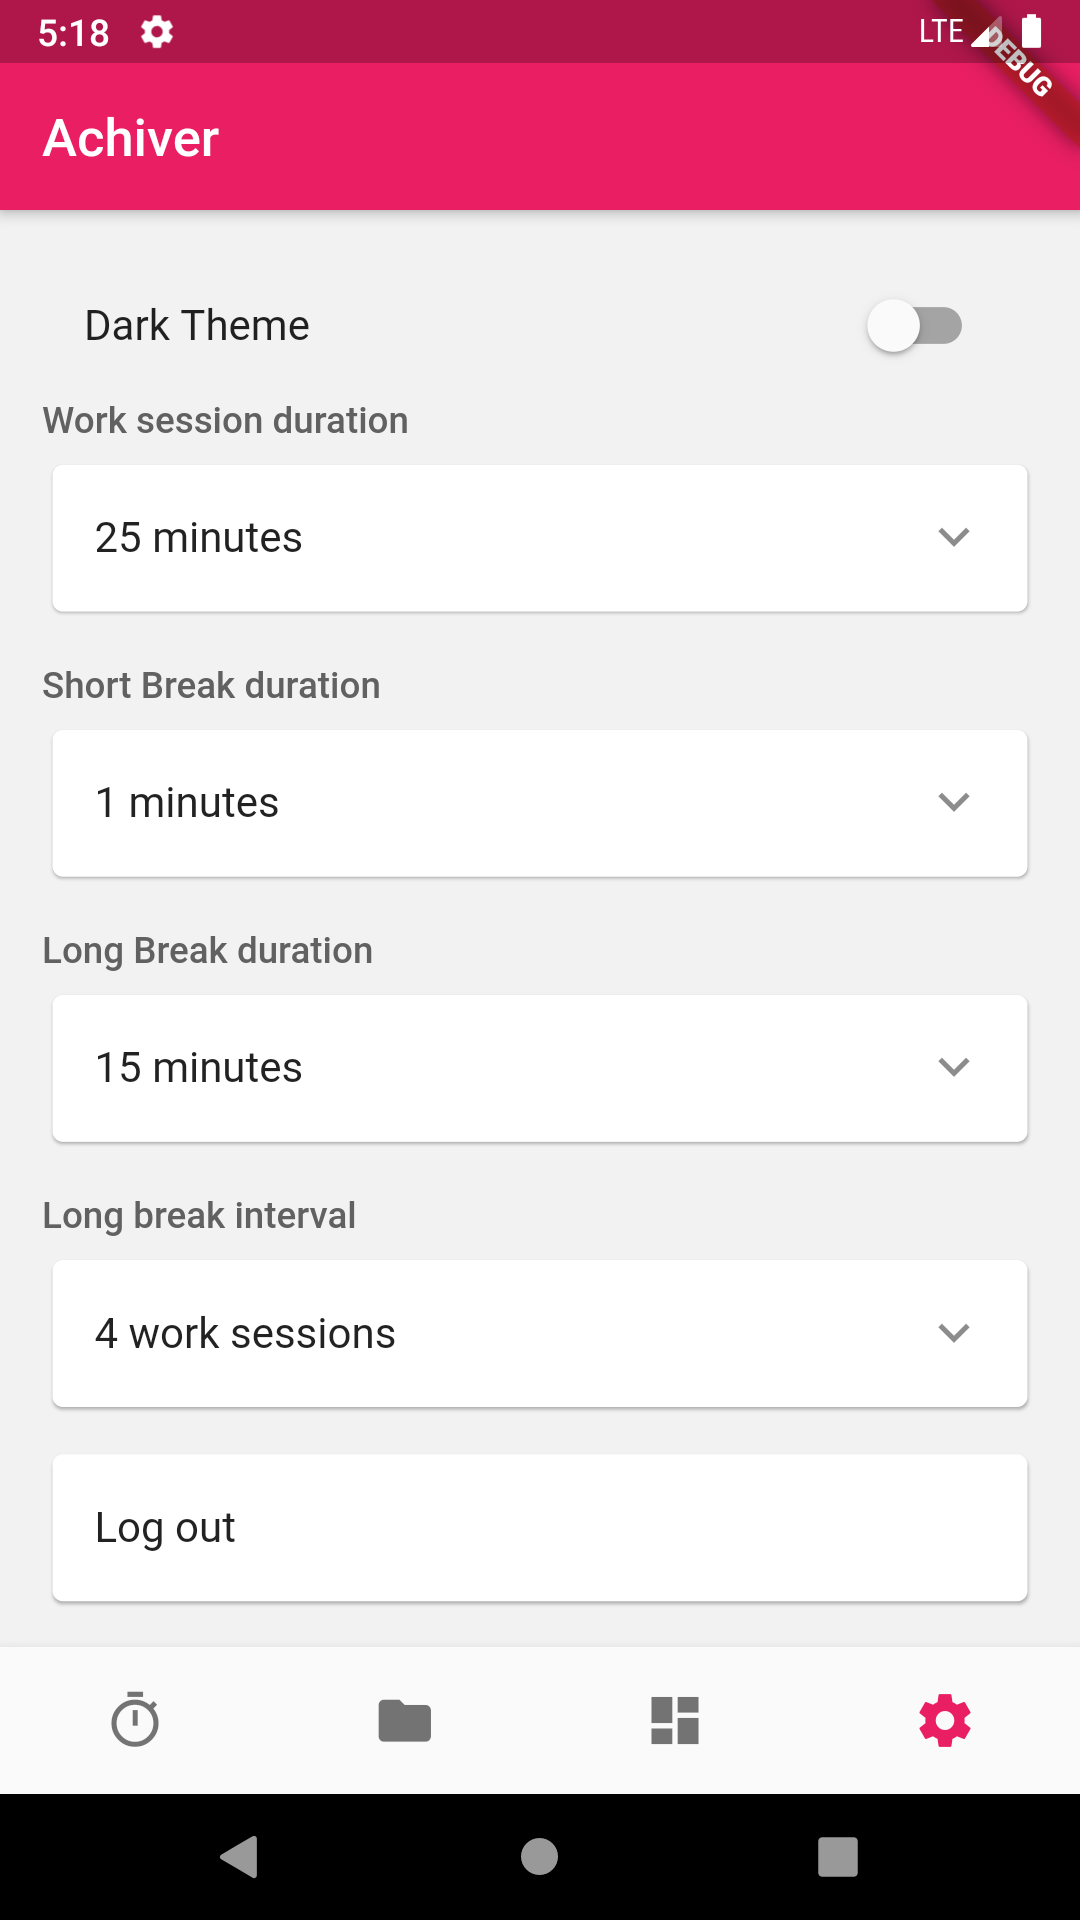 5:18 LTE
DEBUG
Achiver
Dark Theme
Work session duration
25 minutes
Short Break duration
1 minutes
Long Break duration
15 minutes
Long break interval
4 work sessions
Log out